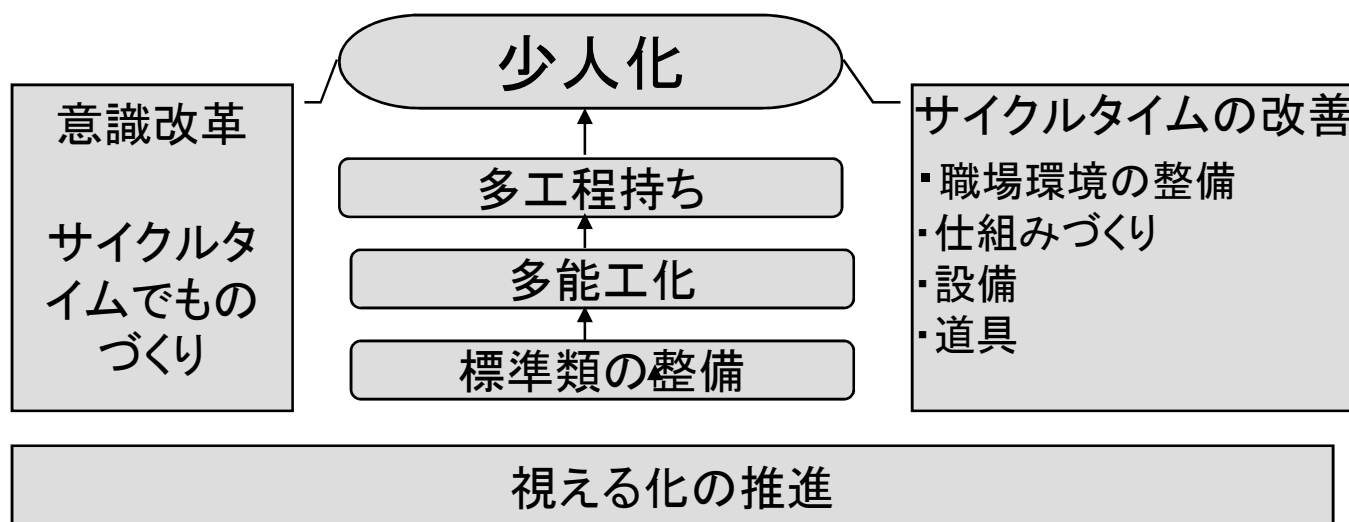 少人化
意識改革
サイクルタ
イムでもの
づくり
多工程持ち
多能工化
標準類の整備
サイクルタイムの改善
・職場環境の整備
・仕組みづくり
・設備
・道具
視える化の推進